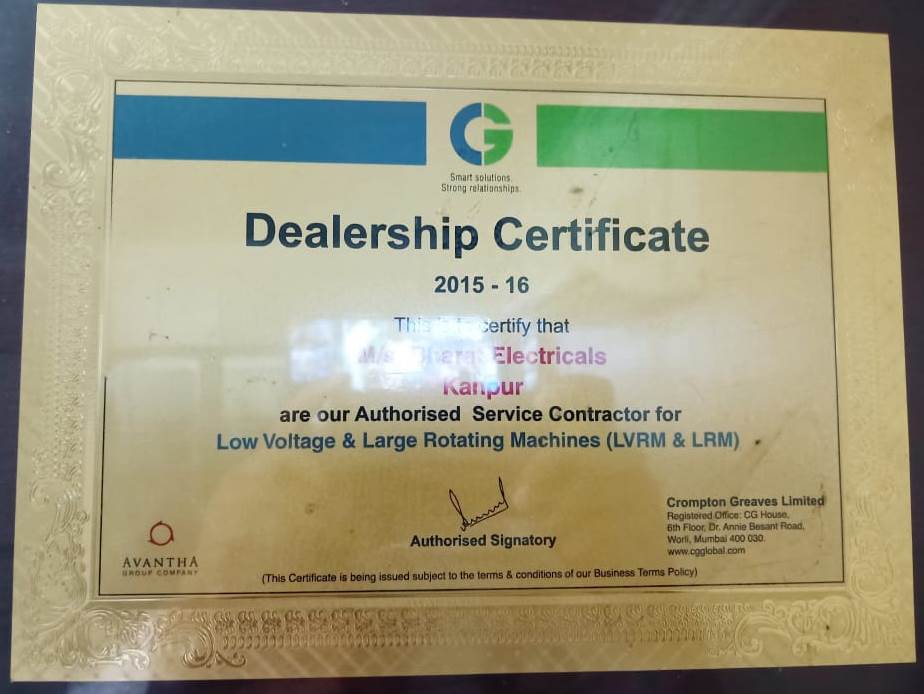 CG
Smart solutions.
Strong relationships.
Dealership Certificate
2015 - 16
This is to certify that
M/s. Bharat Electricals
Kanpur
are our Authorised Service Contractor for
Low Voltage & Large Rotating Machines (LVRM & LRM)
Authorised Signatory
Crompton Greaves Limited
Registered Office: CG House,
6th Floor, Dr. Annie Besant Road,
Worli, Mumbai 400 030.
www.cgglobal.com
AVANTHA
GROUP COMPANY
(This Certificate is being issued subject to the terms & conditions of our Business Terms Policy)